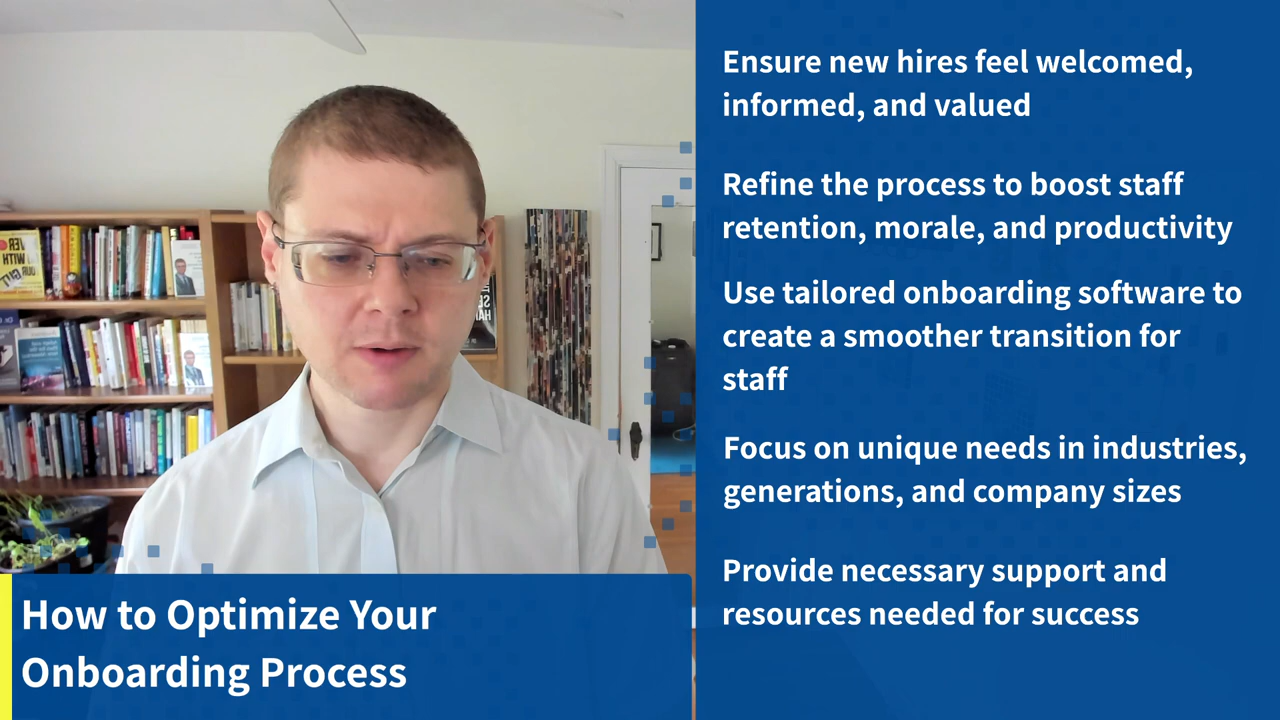 Ensure new hires feel welcomed,
informed, and valued
Refine the process to boost staff
retention, morale, and productivity
Use tailored onboarding software to
create a smoother transition for
staff
Focus on unique needs in industries,
generations, and company sizes
Provide necessary support and
resources needed for success
How to Optimize Your
Onboarding Process